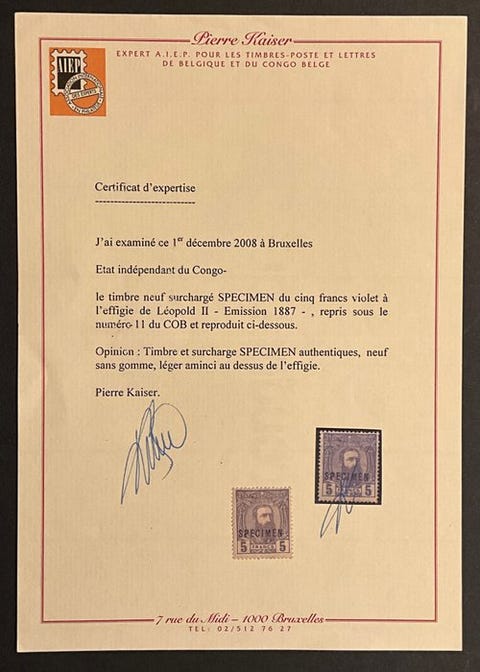 Pierre Kaiser
EXPERT A.I.E.P. POUR LES TIMBRES-POSTE ET LETTRES
DE BELGIQUE ET DU CONGO BELGE
AIEP
Certificat d'expertise
---------------------------
J'ai examiné ce 1er décembre 2008 à Bruxelles
Etat indépendant du Congo-
le timbre neuf surchargé SPECIMEN du cinq francs violet à
l'effigie de Léopold II - Emission 1887 - , repris sous le
numéro 11 du COB et reproduit ci-dessous.
Opinion : Timbre et surcharge SPECIMEN authentiques, neuf
sans gomme, léger aminci au dessus de l'effigie.
Pierre Kaiser.
SPECIMEN
5 5
SPECIMEN
5 FRANCS 5
7 rue du Midi – 1000 Bruxelles
TEL: 02/512 76 27